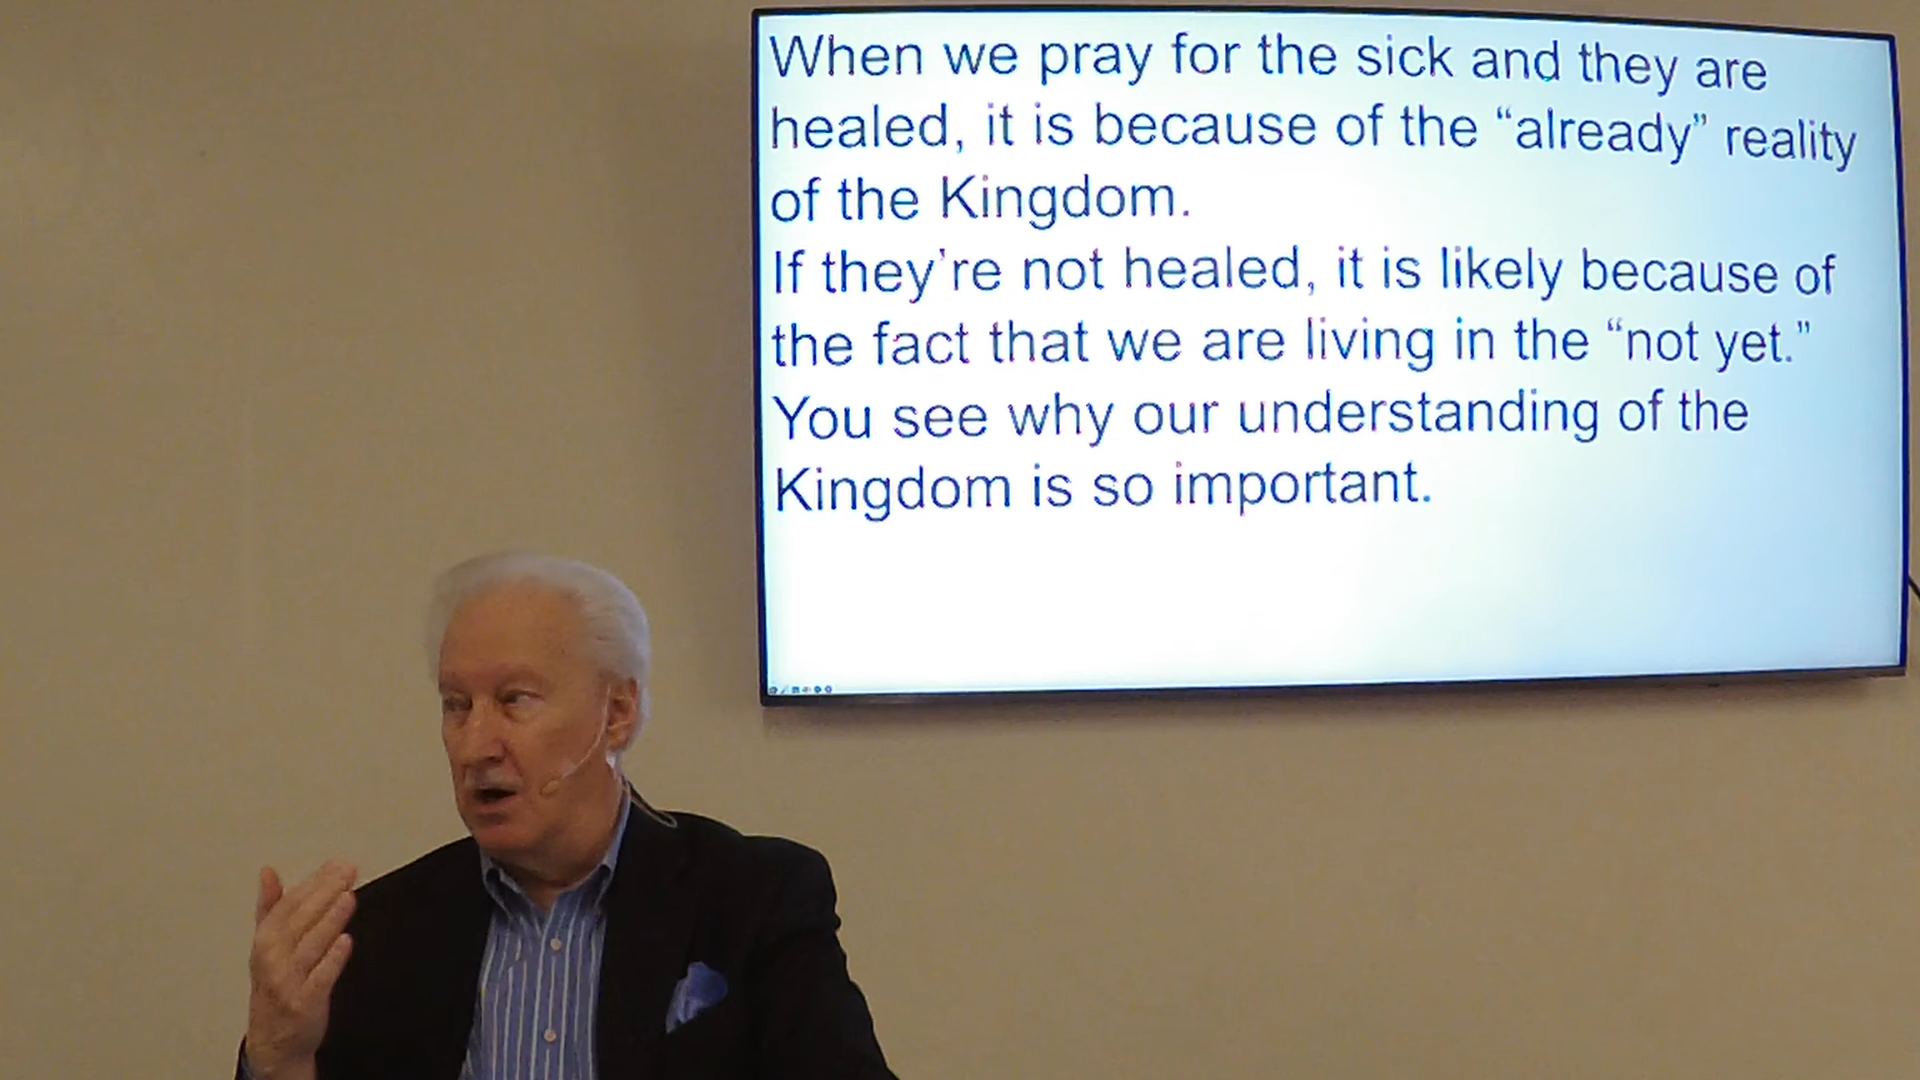 When we pray for the sick and they are
healed, it is because of the “already” reality
of the Kingdom.
If they're not healed, it is likely because of
the fact that we are living in the “not yet.”
You see why our understanding of the
Kingdom is so important.